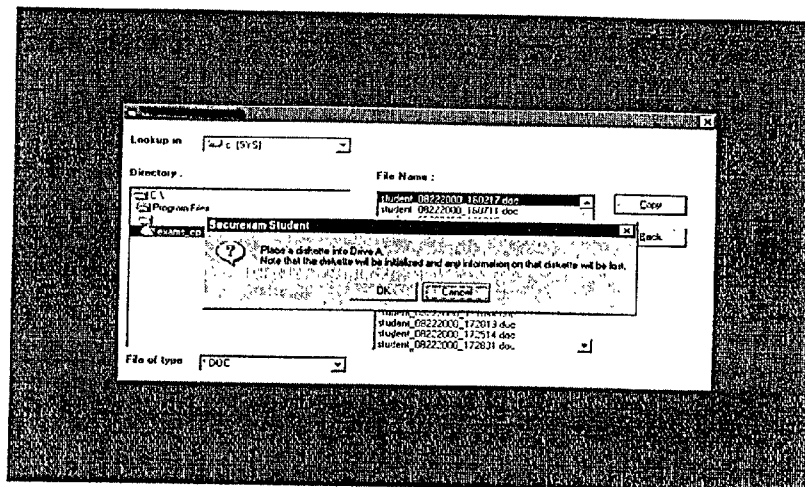 Lookup in
c: [SYS]
Directory :
File Name :
C:\
Program Files
exams_cp
student_08222000_160217.doc
student_08222000_160711.doc
Copy
Back
Securexam Student
Place a diskette into Drive A.
Note that the diskette will be initialized and any information on that diskette will be lost.
OK
Cancel
student_08222000_172013.doc
student_08222000_172514.doc
student_08222000_172831.doc
File of type
*.DOC